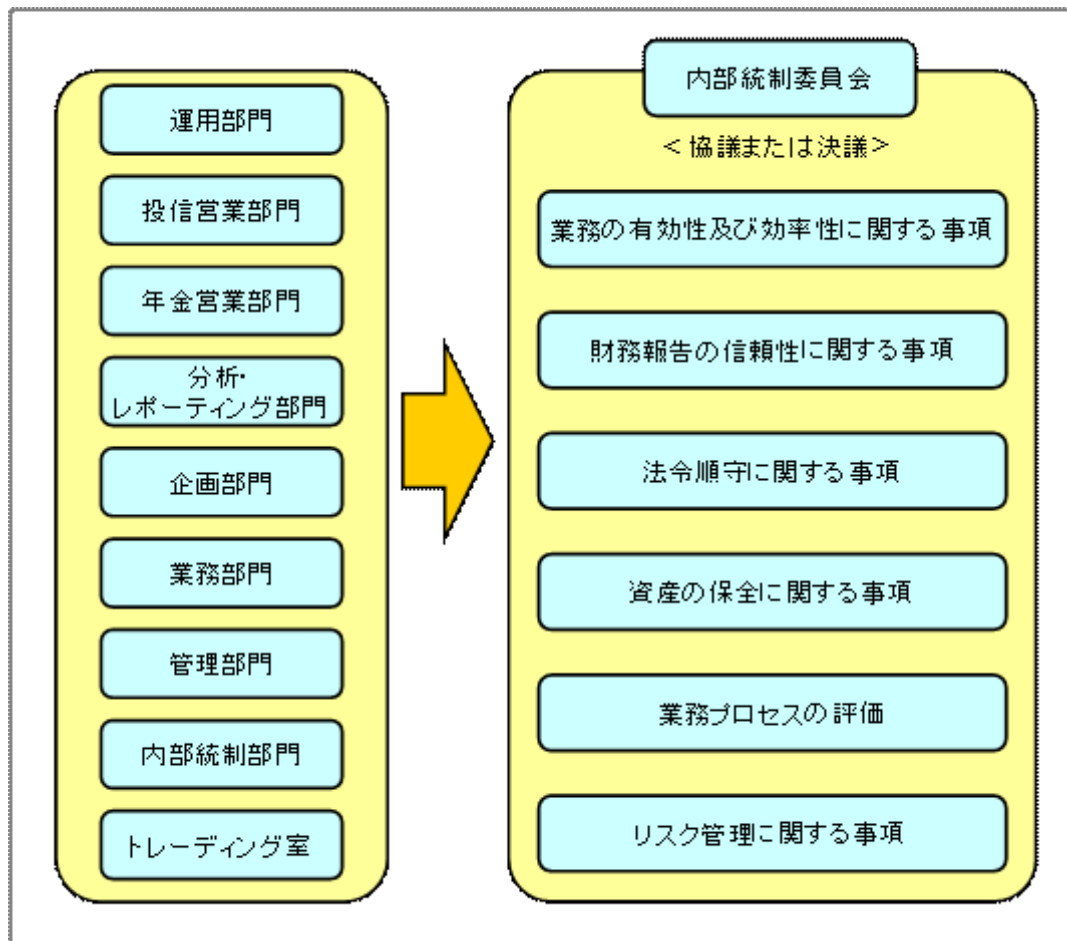 運用部門
投信営業部門
年金営業部門
分析・
レポーティング部門
企画部門
業務部門
管理部門
内部統制部門
トレーディング室
内部統制委員会
＜協議または決議＞
業務の有効性及び効率性に関する事項
財務報告の信頼性に関する事項
法令順守に関する事項
資産の保全に関する事項
業務プロセスの評価
リスク管理に関する事項